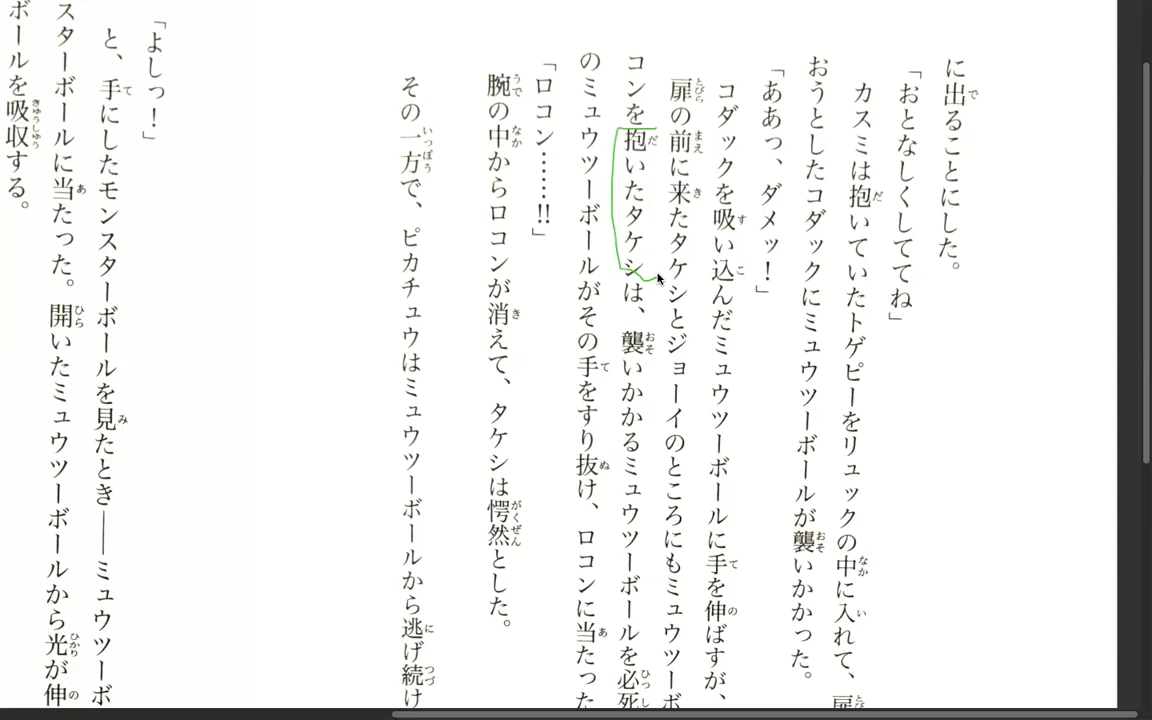 に出ることにした。
「おとなしくしててね」
カスミは抱いていたトゲピーをリュックの中に入れて、扉
おうとしたコダックにミュウツーボールが襲いかかった。
「ああっ、ダメッ！」
コダックを吸い込んだミュウツーボールに手を伸ばすが、
扉の前に来たタケシとジョーイのところにもミュウツーボ
コンを抱いたタケシは、襲いかかるミュウツーボールを必死
のミュウツーボールがその手をすり抜け、ロコンに当たった
「ロコン……!!」
腕の中からロコンが消えて、タケシは愕然とした。
その一方で、ピカチュウはミュウツーボールから逃げ続け
「よしっ！」
と、手にしたモンスターボールを見たとき――ミュウツーボ
スターボールに当たった。開いたミュウツーボールから光が伸
ボールを吸収する。